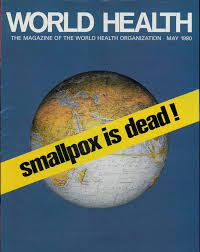 WORLD HEALTH
THE MAGAZINE OF THE WORLD HEALTH ORGANIZATION - MAY 1980
smallpox is dead!